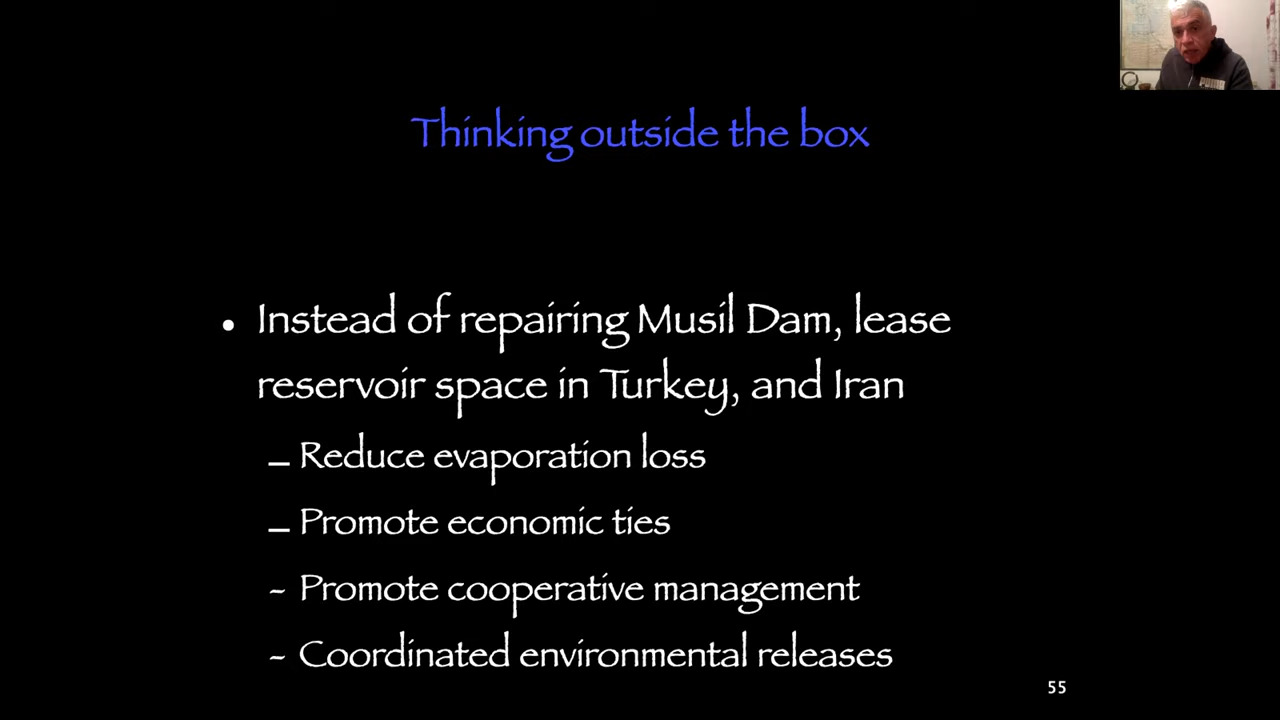 Thinking outside the box
• Instead of repairing Musil Dam, lease
reservoir space in Turkey, and Iran
– Reduce evaporation loss
– Promote economic ties
- Promote cooperative management
- Coordinated environmental releases
55
PUMA